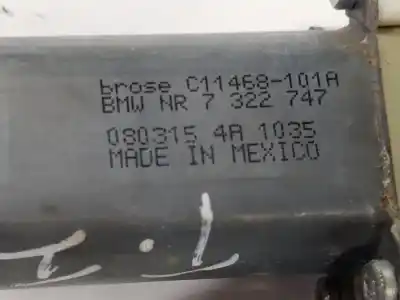 brose C11468-101A
BMW NR 7 322 747
080315 4A 1035
MADE IN MEXICO